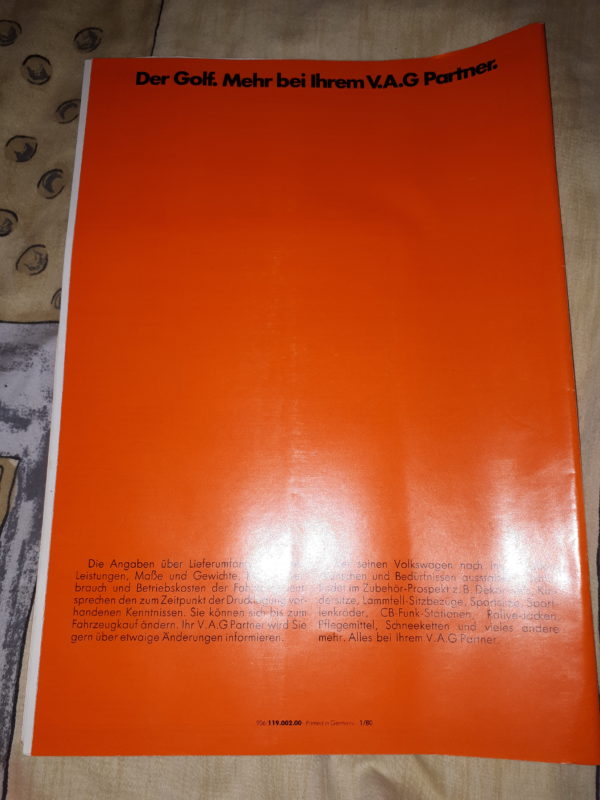 Der Golf. Mehr bei Ihrem V.A.G Partner.
Die Angaben über
Leistungen, Maße und Gewichte,
brauch und Betriebskosten der
sprechen den zum Zeitpunkt der Drucklegung vor-
handenen Kenntnissen. Sie können sich bis zum
Fahrzeugkauf ändern. Ihr V.A.G Partner wird Sie
gern über etwaige Änderungen informieren.
seinen Volkswagen nach
und Bedürfnissen
im Zubehör-Prospekt z. B.
Lammfell-Sitzbezüge,
CB-Funk-Stationen, Rallye-Jacken,
Pflegemittel, Schneeketten und vieles andere
mehr. Alles bei Ihrem V.A.G Partner.
119.002.00 Printed in Germany 1/80